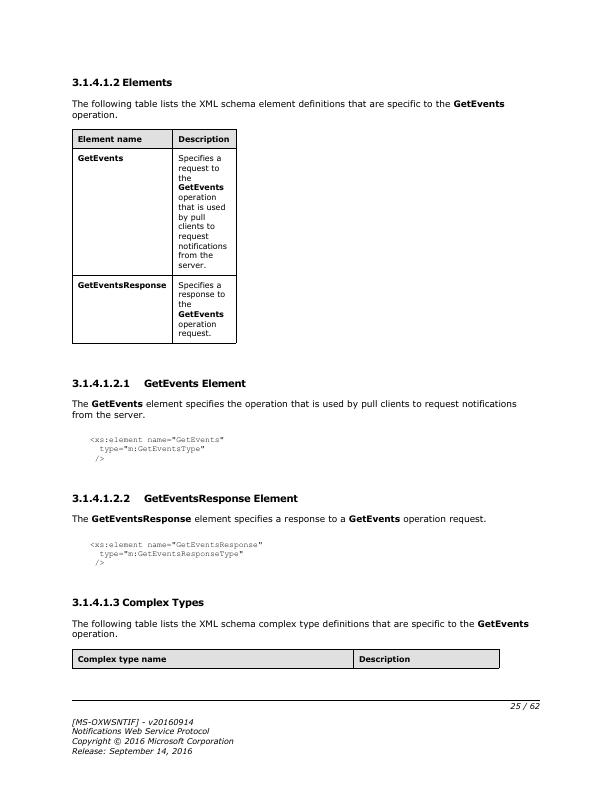 3.1.4.1.2 Elements
The following table lists the XML schema element definitions that are specific to the GetEvents
operation.
Element name Description
GetEvents Specifies a
request to
the
GetEvents
operation
that is used
by pull
clients to
request
notifications
from the
server.
GetEventsResponse Specifies a
response to
the
GetEvents
operation
request.
3.1.4.1.2.1 GetEvents Element
The GetEvents element specifies the operation that is used by pull clients to request notifications
from the server.
<xs:element name="GetEvents"
type="m:GetEventsType"
/>
3.1.4.1.2.2 GetEventsResponse Element
The GetEventsResponse element specifies a response to a GetEvents operation request.
<xs:element name="GetEventsResponse"
type="m:GetEventsResponseType"
/>
3.1.4.1.3 Complex Types
The following table lists the XML schema complex type definitions that are specific to the GetEvents
operation.
Complex type name Description
25 / 62
[MS-OXWSNTIF] - v20160914
Notifications Web Service Protocol
Copyright © 2016 Microsoft Corporation
Release: September 14, 2016